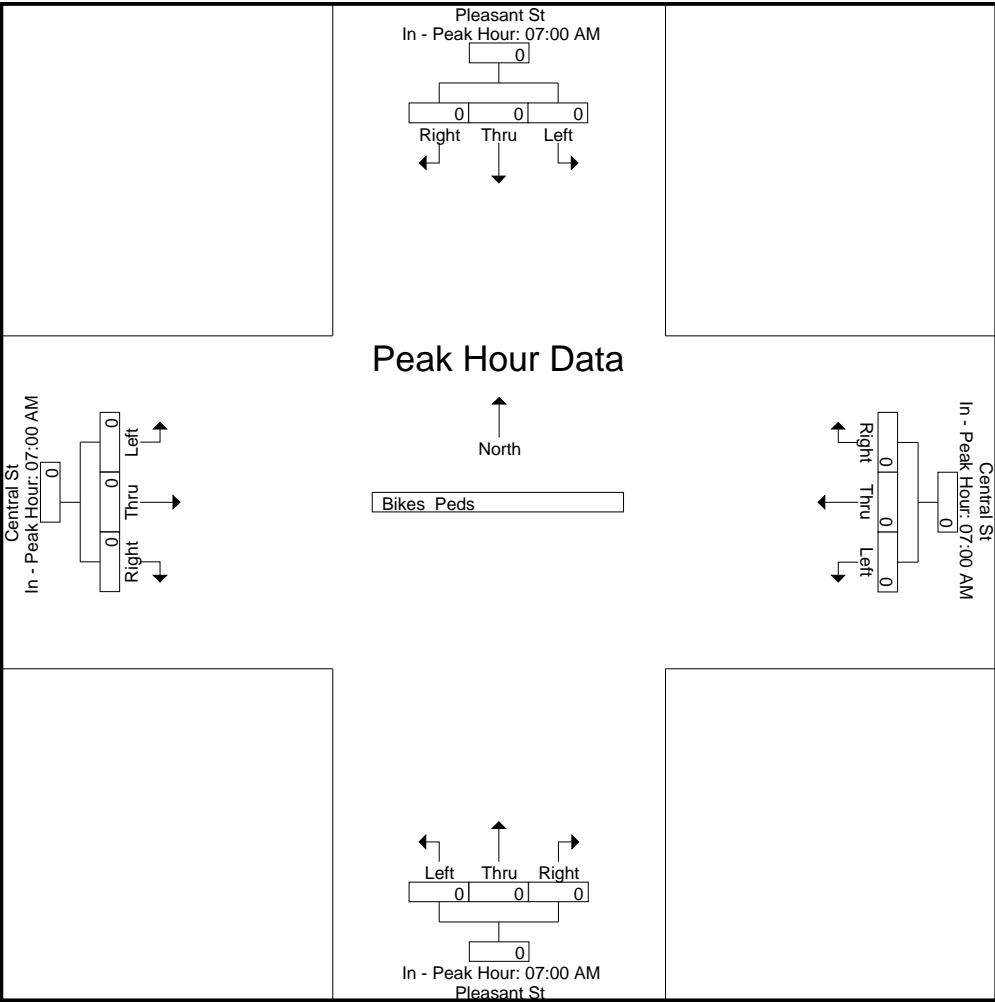 Pleasant St
In - Peak Hour: 07:00 AM
0
0 0 0
Right Thru Left
Peak Hour Data
North
Bikes Peds
Central St
In - Peak Hour: 07:00 AM
0
0 0 0
Left Thru Right
Central St
In - Peak Hour: 07:00 AM
0
0 0 0
Right Thru Left
Left Thru Right
0 0 0
0
In - Peak Hour: 07:00 AM
Pleasant St